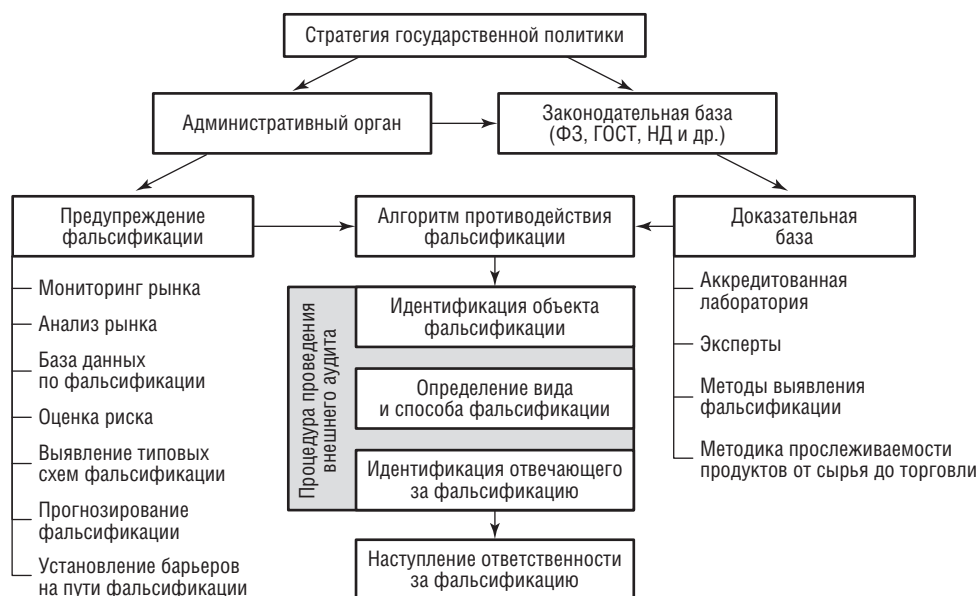 Стратегия государственной политики
Административный орган
Законодательная база
(ФЗ, ГОСТ, НД и др.)
Предупреждение
фальсификации
Алгоритм противодействия
фальсификации
Доказательная
база
Мониторинг рынка
Анализ рынка
База данных
по фальсификации
Оценка риска
Выявление типовых
схем фальсификации
Прогнозирование
фальсификации
Установление барьеров
на пути фальсификации
Процедура проведения
внешнего аудита
Идентификация объекта
фальсификации
Определение вида
и способа фальсификации
Идентификация отвечающего
за фальсификацию
Наступление ответственности
за фальсификацию
Аккредитованная
лаборатория
Эксперты
Методы выявления
фальсификации
Методика прослеживаемости
продуктов от сырья до торговли